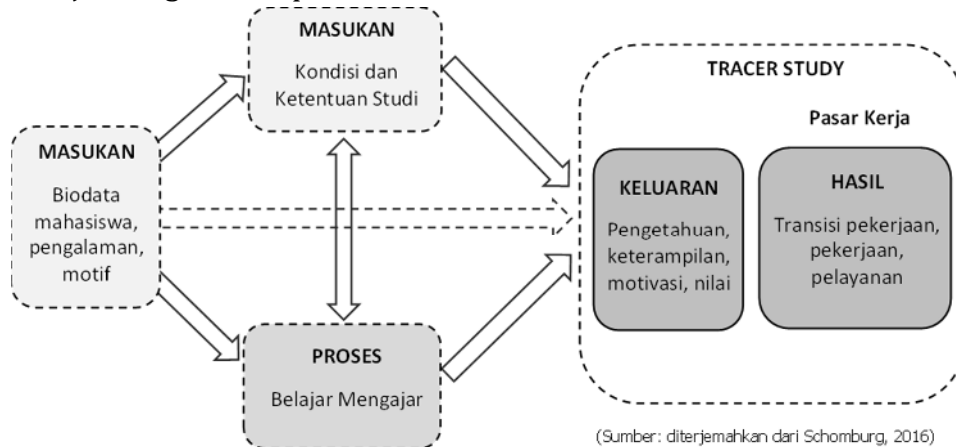 MASUKAN
Biodata
mahasiswa,
pengalaman,
motif
MASUKAN
Kondisi dan
Ketentuan Studi
PROSES
Belajar Mengajar
TRACER STUDY
Pasar Kerja
KELUARAN
Pengetahuan,
keterampilan,
motivasi, nilai
HASIL
Transisi pekerjaan,
pekerjaan,
pelayanan
(Sumber: diterjemahkan dari Schomburg, 2016)